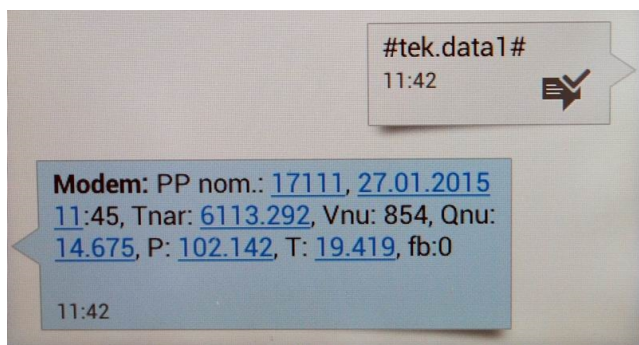 #tek.data1#
11:42
Modem: PP nom.: 17111, 27.01.2015
11:45, Tnar: 6113.292, Vnu: 854, Qnu:
14.675, P: 102.142, T: 19.419, fb:0
11:42